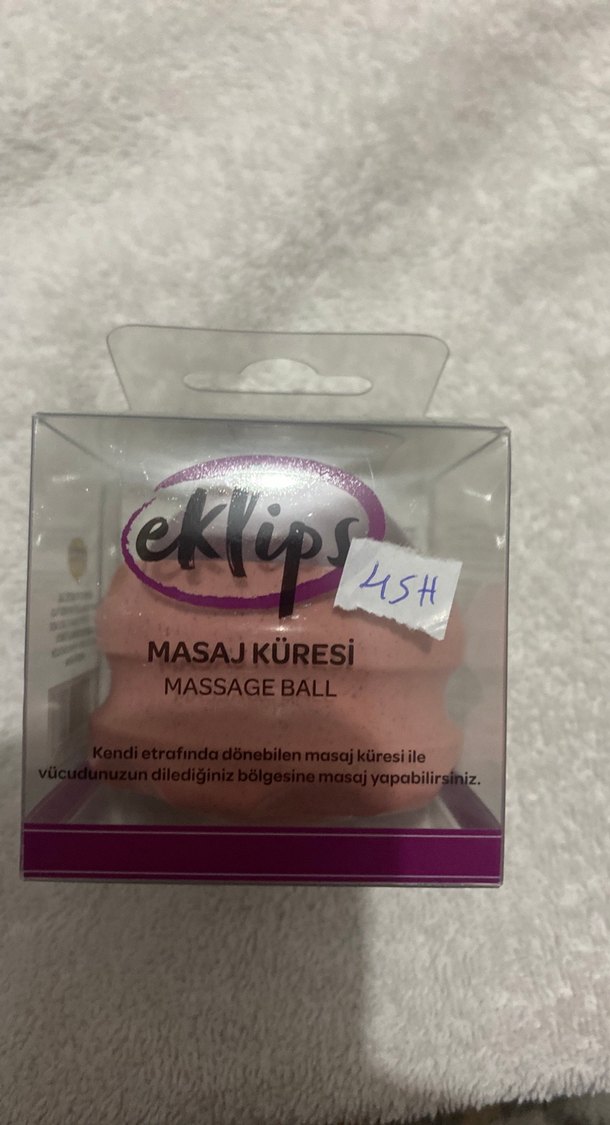 eklips
45H
MASAJ KÜRESİ
MASSAGE BALL
Kendi etrafında dönebilen masaj küresi ile
vücudunuzun dilediğiniz bölgesine masaj yapabilirsiniz.